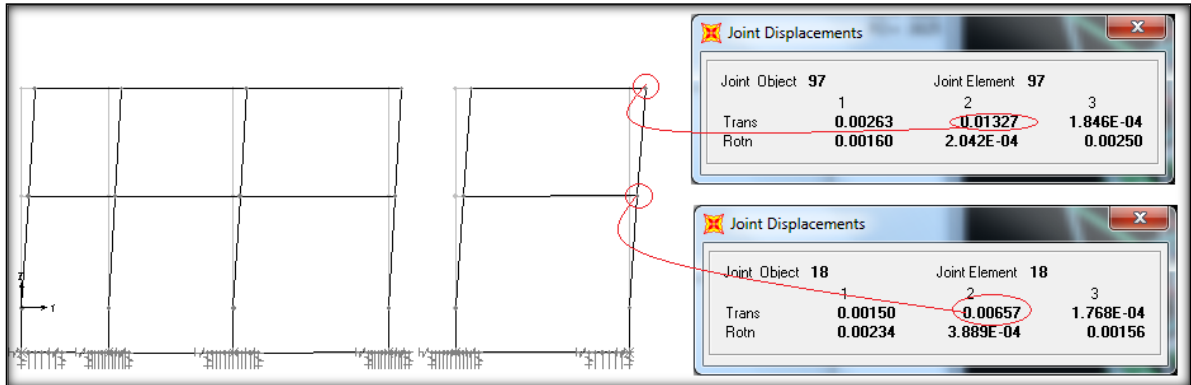 Joint Displacements
Joint Object 97 Joint Element 97
1 2 3
Trans 0.00263 0.01327 1.846E-04
Rotn 0.00160 2.042E-04 0.00250
Joint Displacements
Joint Object 18 Joint Element 18
1 2 3
Trans 0.00150 0.00657 1.768E-04
Rotn 0.00234 3.889E-04 0.00156
Z
Y